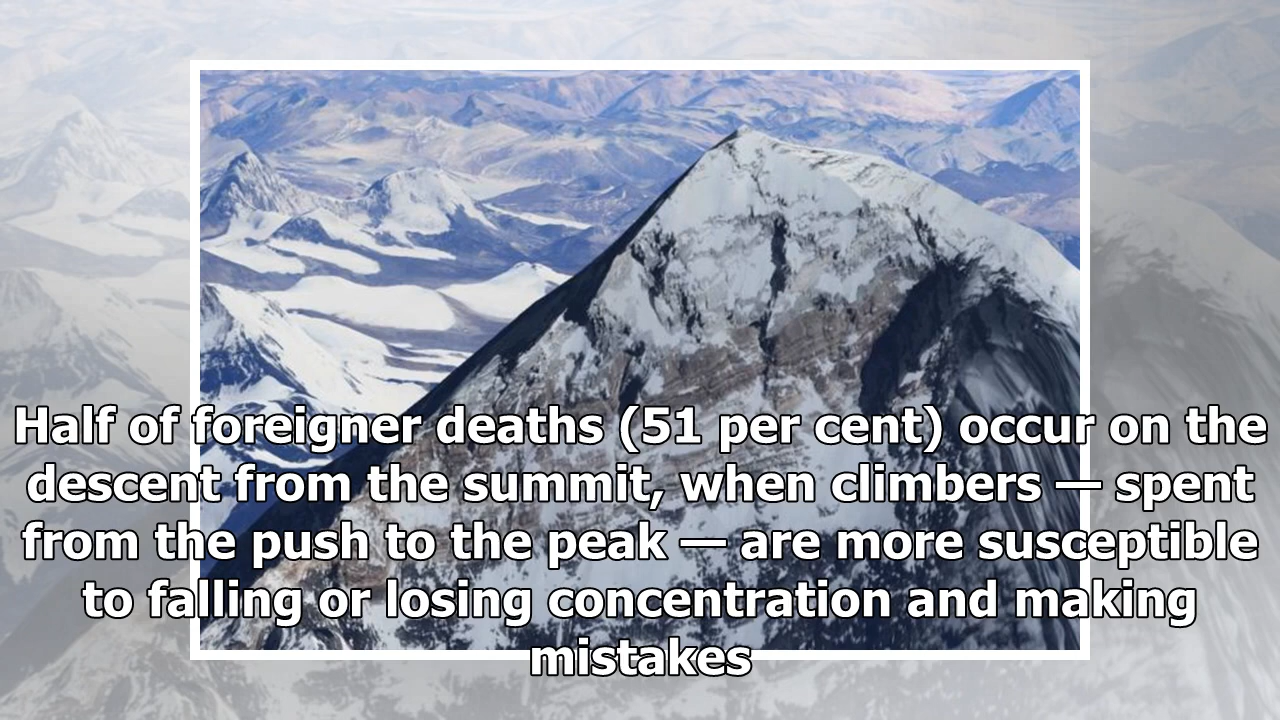 Half of foreigner deaths (51 per cent) occur on the
descent from the summit, when climbers — spent
from the push to the peak — are more susceptible
to falling or losing concentration and making
mistakes